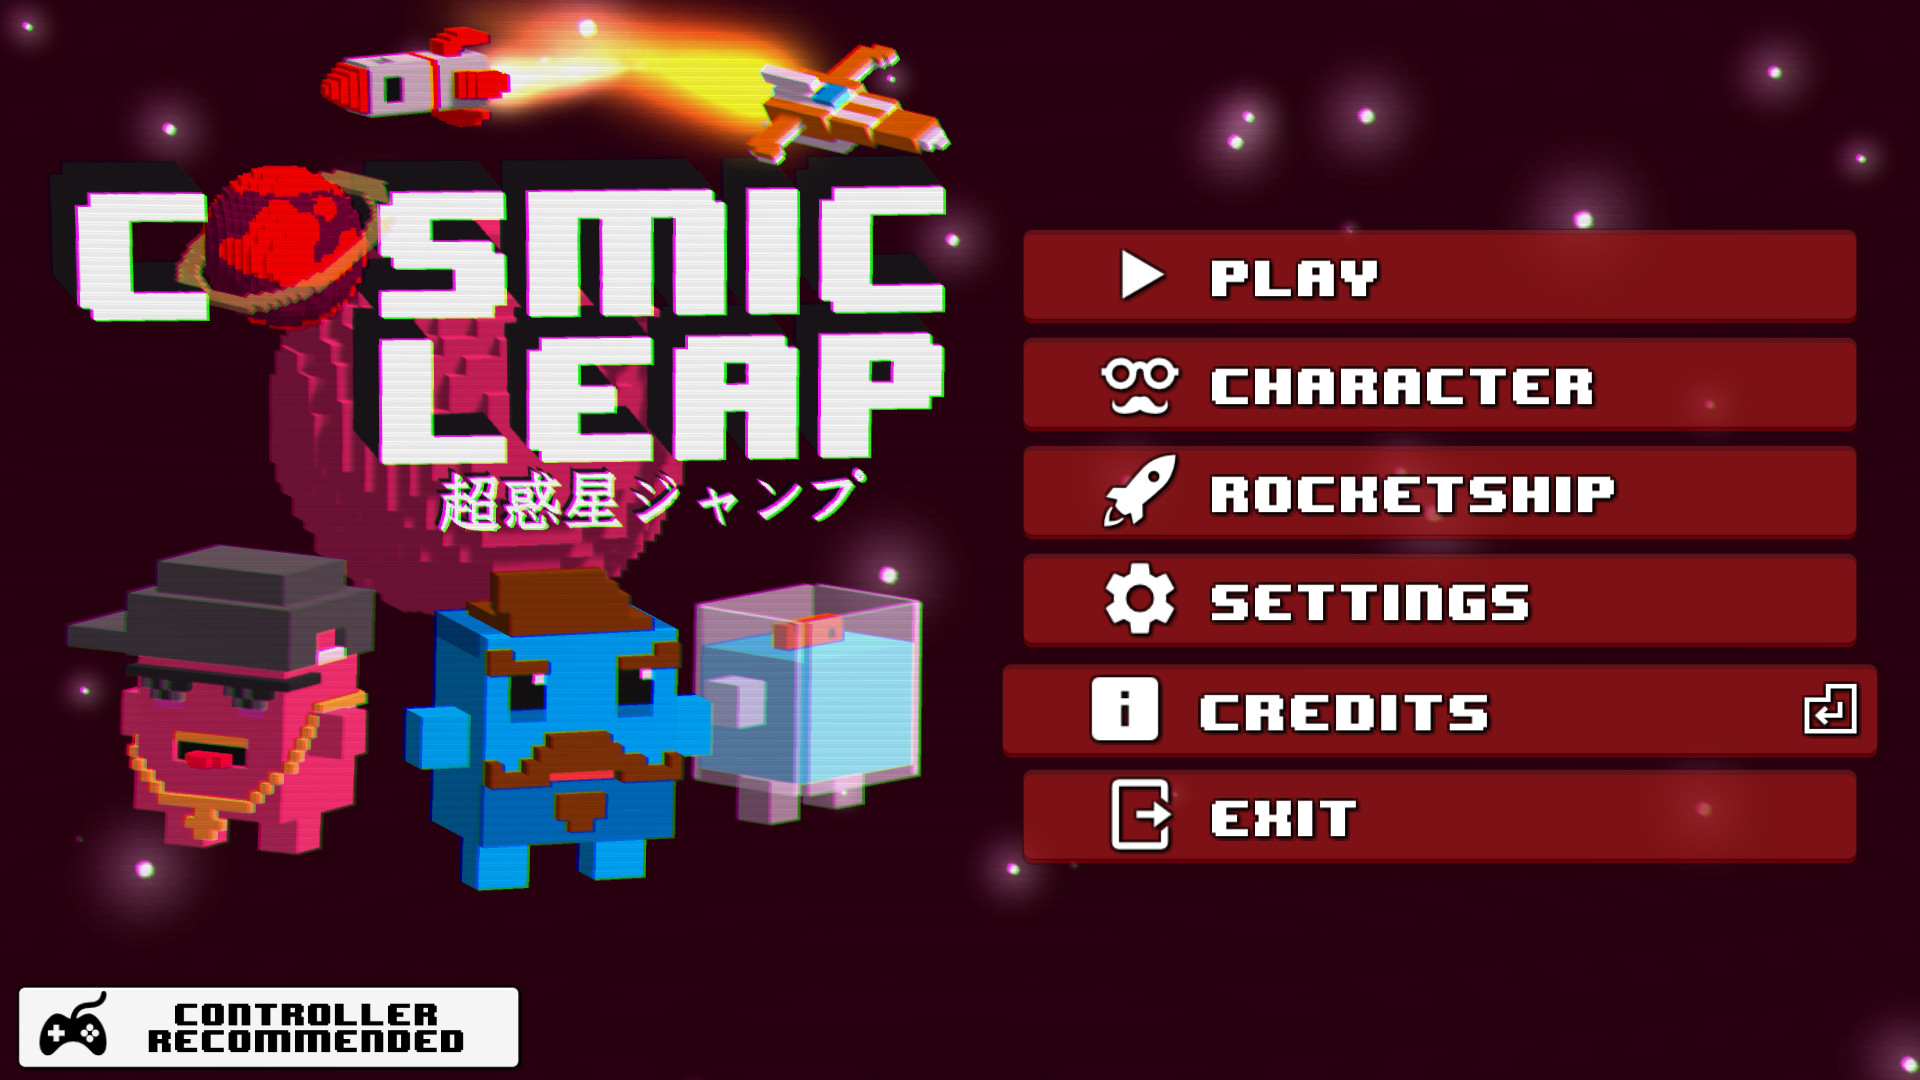 COSMIC
LEAP
超惑星ジャンプ
PLAY
CHARACTER
ROCKETSHIP
SETTINGS
CREDITS
EXIT
CONTROLLER
RECOMMENDED